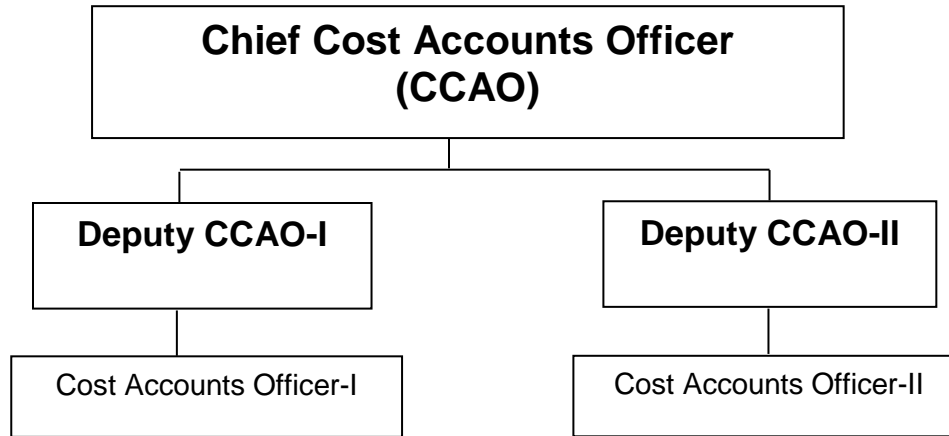 Chief Cost Accounts Officer
(CCAO)
Deputy CCAO-I
Deputy CCAO-II
Cost Accounts Officer-I
Cost Accounts Officer-II